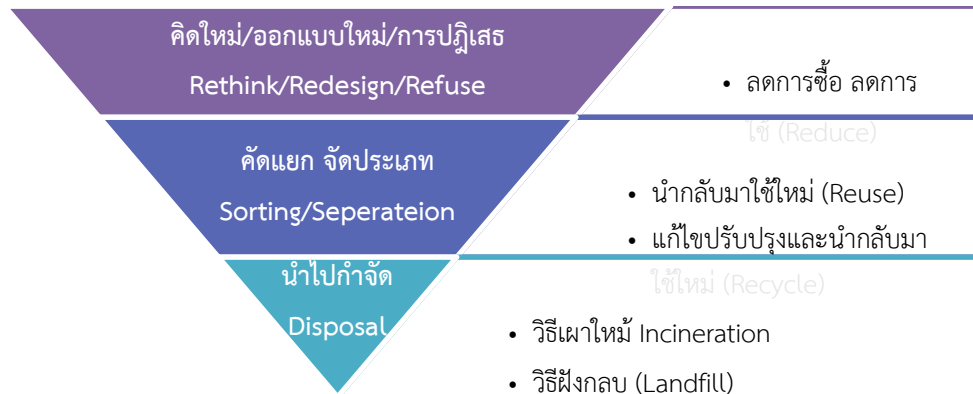 คิดใหม่/ออกแบบใหม่/การปฎิเสธ
Rethink/Redesign/Refuse
• ลดการซื้อ ลดการ
ใช้ (Reduce)
คัดแยก จัดประเภท
Sorting/Seperateion
• นำกลับมาใช้ใหม่ (Reuse)
• แก้ไขปรับปรุงและนำกลับมา
ใช้ใหม่ (Recycle)
นำไปกำจัด
Disposal
• วิธีเผาใหม้ Incineration
• วิธีฝังกลบ (Landfill)